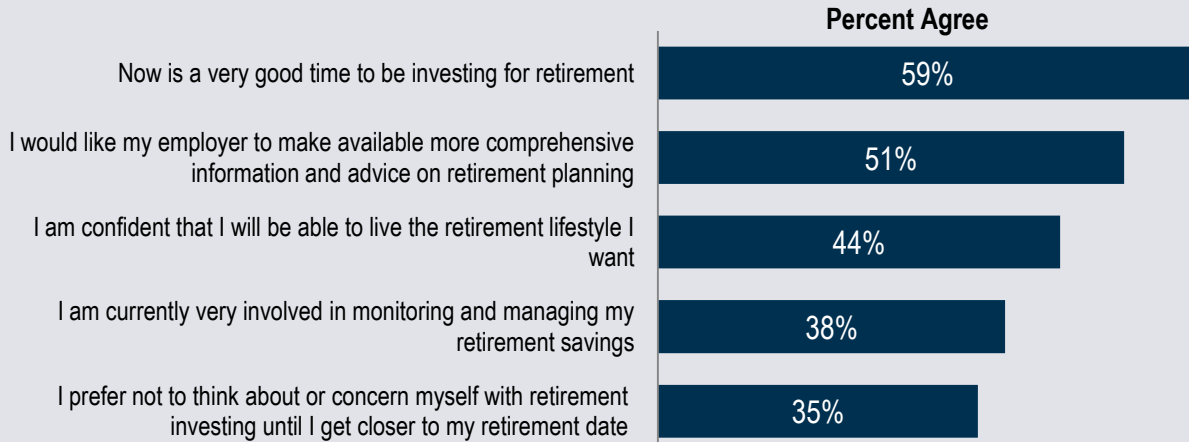 Percent Agree
Now is a very good time to be investing for retirement
59%
I would like my employer to make available more comprehensive
information and advice on retirement planning
51%
I am confident that I will be able to live the retirement lifestyle I
want
44%
I am currently very involved in monitoring and managing my
retirement savings
38%
I prefer not to think about or concern myself with retirement
investing until I get closer to my retirement date
35%